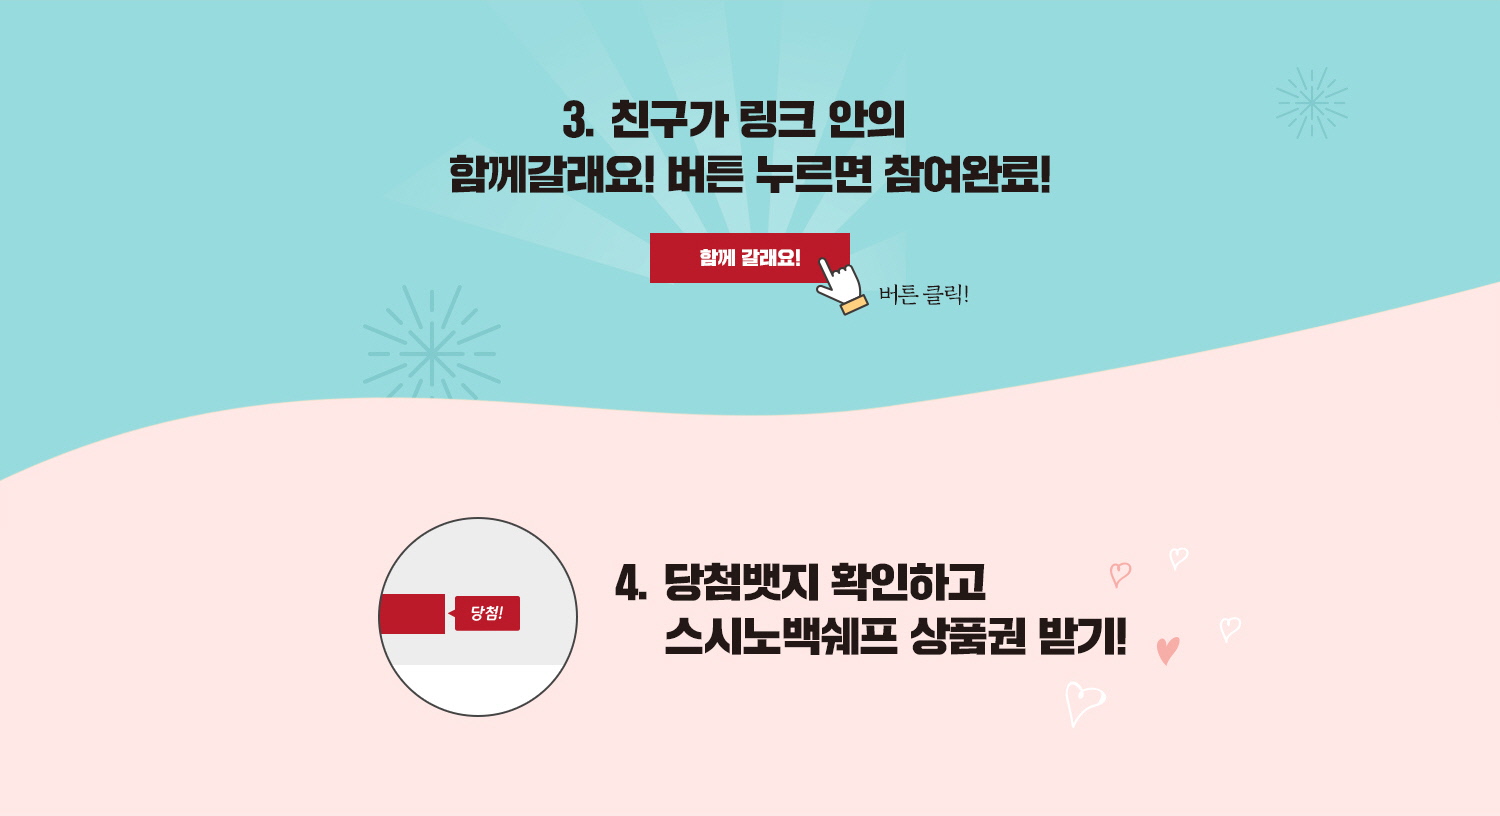 3. 친구가 링크 안의
함께갈래요! 버튼 누르면 참여완료!
함께 갈래요!
버튼 클릭!
당첨!
4. 당첨뱃지 확인하고
스시노백쉐프 상품권 받기!